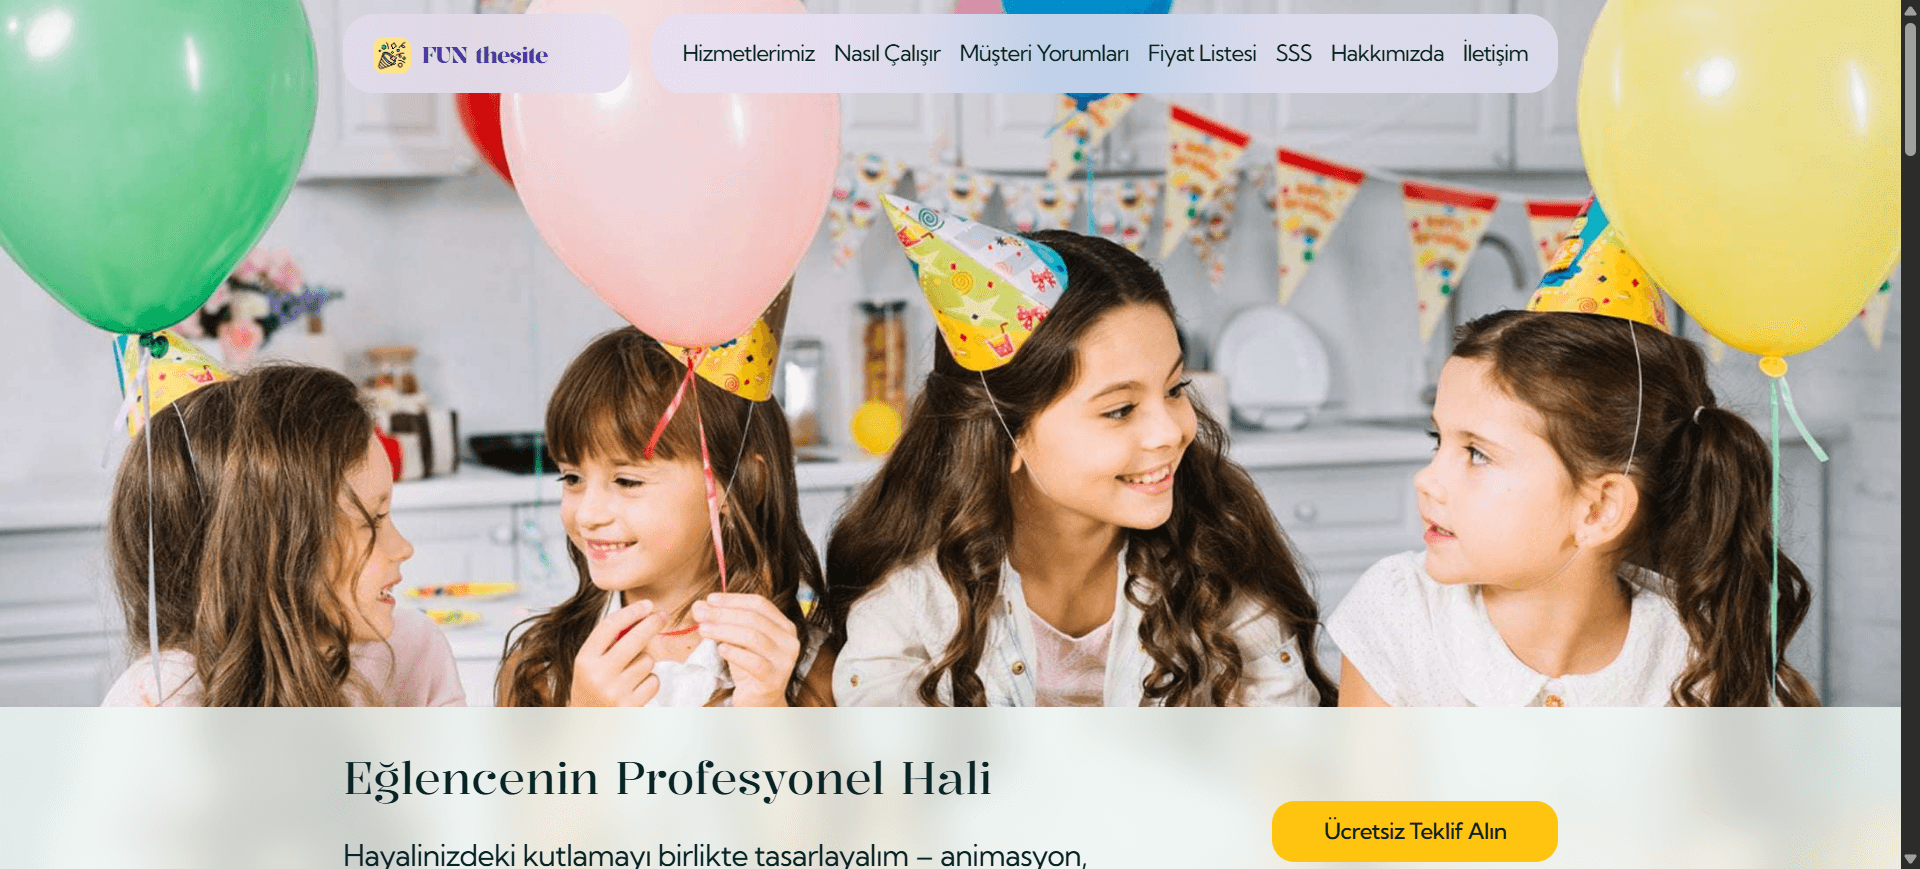 FUN thesite
Hizmetlerimiz Nasıl Çalışır Müşteri Yorumları Fiyat Listesi SSS Hakkımızda İletişim
Eğlencenin Profesyonel Hali
Hayalinizdeki kutlamayı birlikte tasarlayalım – animasyon,
Ücretsiz Teklif Alın